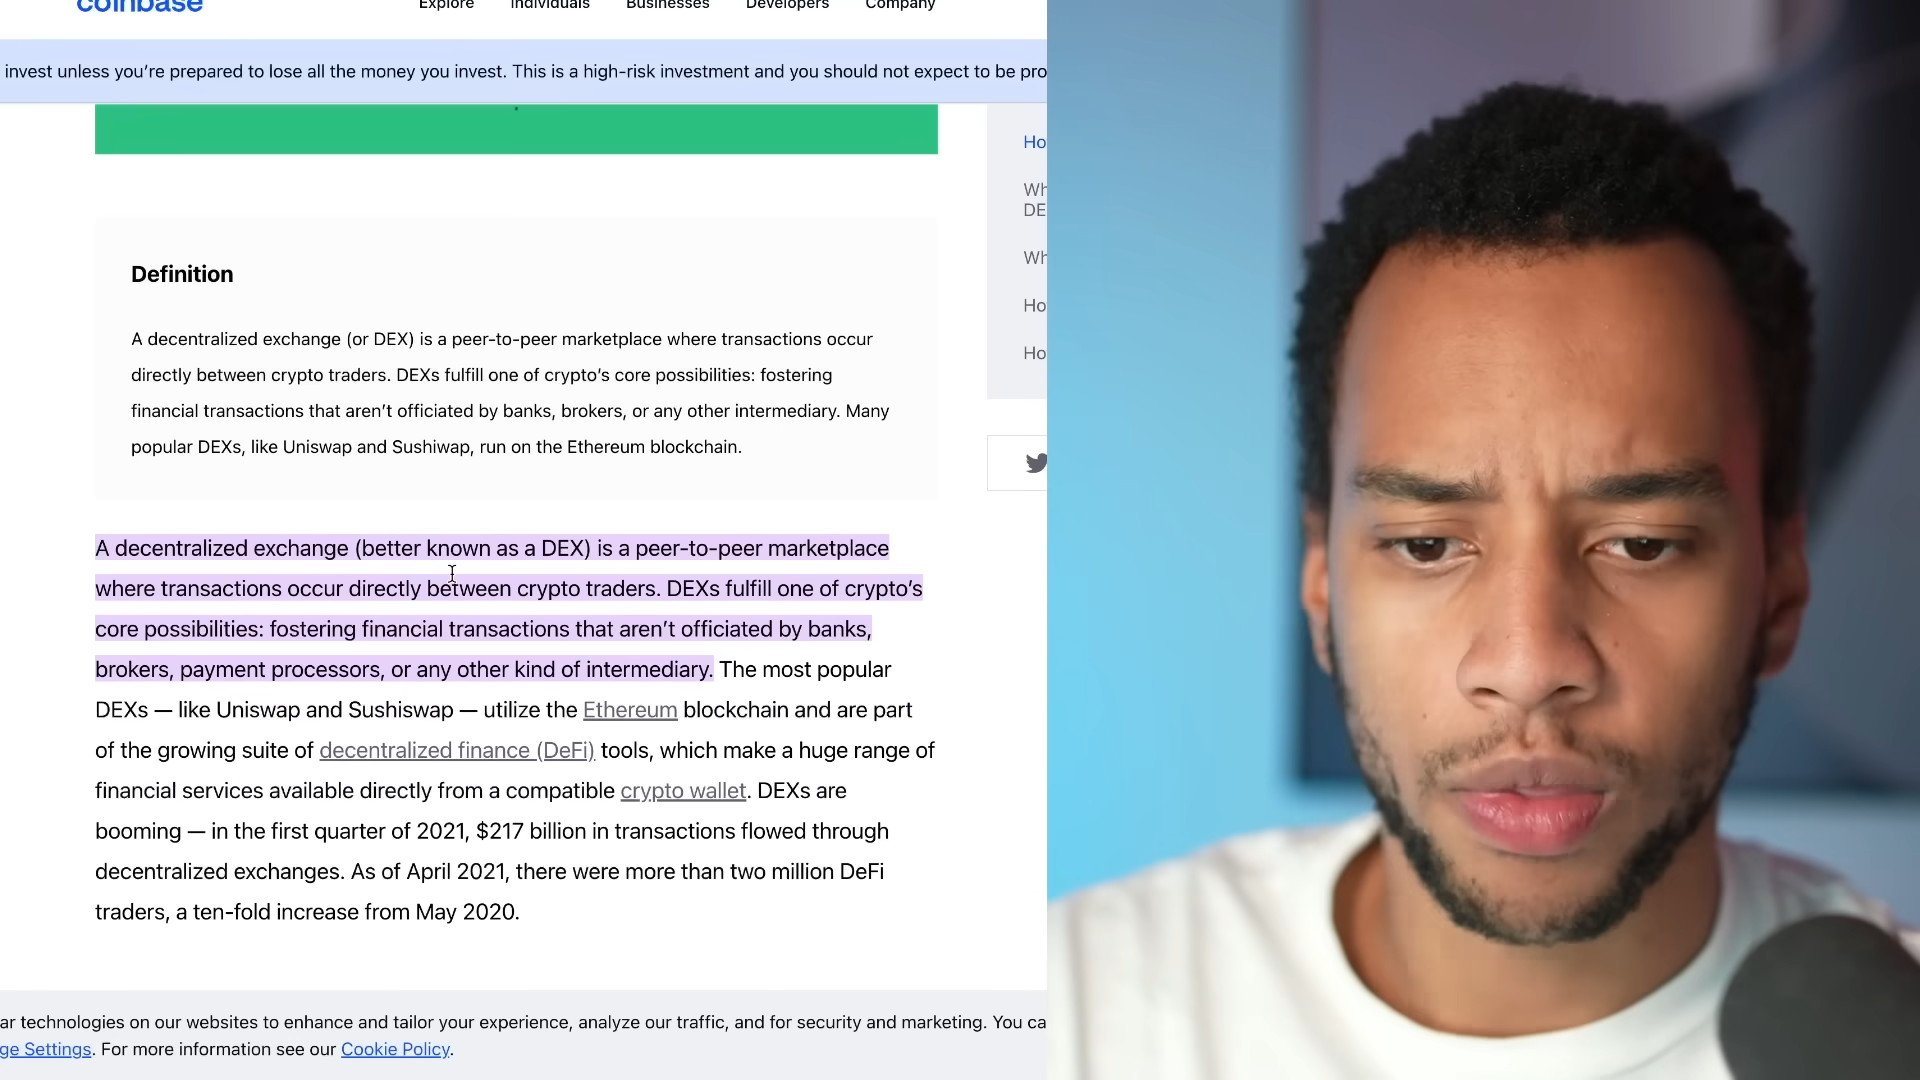 coinbase
Explore Individuals Businesses Developers Company
invest unless you’re prepared to lose all the money you invest. This is a high-risk investment and you should not expect to be pro
Ho
Wh
DE
Wh
Ho
Ho
Definition
A decentralized exchange (or DEX) is a peer-to-peer marketplace where transactions occur
directly between crypto traders. DEXs fulfill one of crypto’s core possibilities: fostering
financial transactions that aren’t officiated by banks, brokers, or any other intermediary. Many
popular DEXs, like Uniswap and Sushiwap, run on the Ethereum blockchain.
A decentralized exchange (better known as a DEX) is a peer-to-peer marketplace
where transactions occur directly between crypto traders. DEXs fulfill one of crypto’s
core possibilities: fostering financial transactions that aren’t officiated by banks,
brokers, payment processors, or any other kind of intermediary. The most popular
DEXs — like Uniswap and Sushiswap — utilize the Ethereum blockchain and are part
of the growing suite of decentralized finance (DeFi) tools, which make a huge range of
financial services available directly from a compatible crypto wallet. DEXs are
booming — in the first quarter of 2021, $217 billion in transactions flowed through
decentralized exchanges. As of April 2021, there were more than two million DeFi
traders, a ten-fold increase from May 2020.
ar technologies on our websites to enhance and tailor your experience, analyze our traffic, and for security and marketing. You ca
ge Settings. For more information see our Cookie Policy.